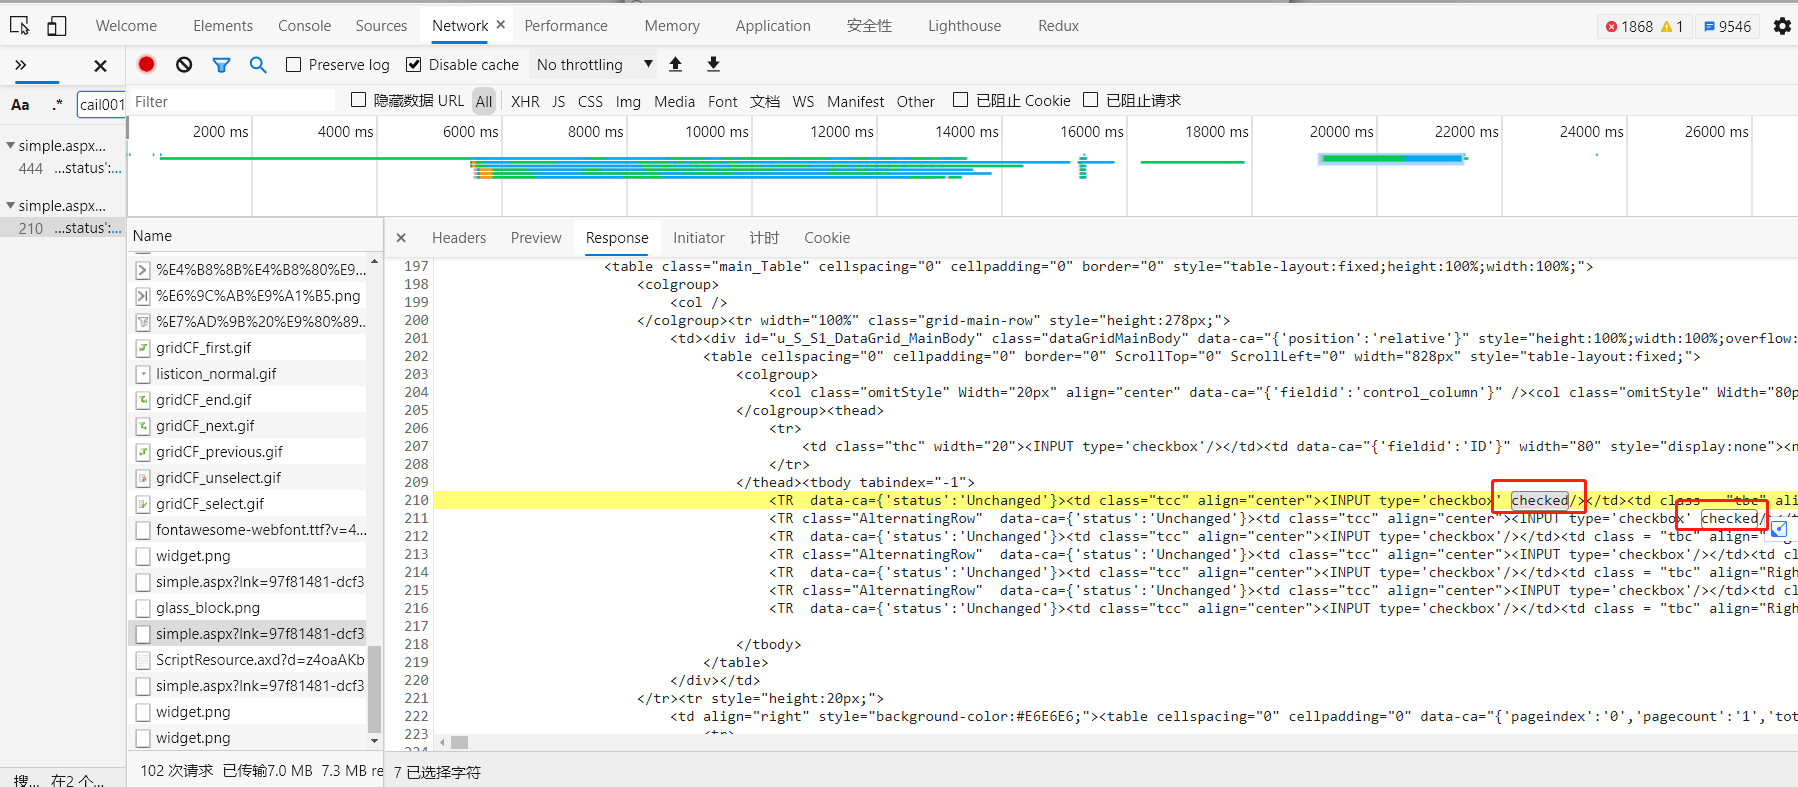 Welcome Elements Console Sources Network × Performance Memory Application 安全性 Lighthouse Redux 1868 1 9546
Preserve log Disable cache No throttling
Aa .* cail001 Filter 隐藏数据 URL All XHR JS CSS Img Media Font 文档 WS Manifest Other 已阻止 Cookie 已阻止请求
2000 ms 4000 ms 6000 ms 8000 ms 10000 ms 12000 ms 14000 ms 16000 ms 18000 ms 20000 ms 22000 ms 24000 ms 26000 ms
simple.aspx...
444 ...status':...
simple.aspx...
210 ...status':...
Name
%E4%B8%8B%E4%B8%80%E9...
%E6%9C%AB%E9%A1%B5.png
%E7%AD%9B%20%E9%80%89...
gridCF_first.gif
listicon_normal.gif
gridCF_end.gif
gridCF_next.gif
gridCF_previous.gif
gridCF_unselect.gif
gridCF_select.gif
fontawesome-webfont.ttf?v=4...
widget.png
simple.aspx?lnk=97f81481-dcf3
glass_block.png
simple.aspx?lnk=97f81481-dcf3
ScriptResource.axd?d=z4oaAKb
simple.aspx?lnk=97f81481-dcf3
widget.png
widget.png
× Headers Preview Response Initiator 计时 Cookie
197 <table class="main_Table" cellspacing="0" cellpadding="0" border="0" style="table-layout:fixed;height:100%;width:100%;">
198 <colgroup>
199 <col />
200 </colgroup><tr width="100%" class="grid-main-row" style="height:278px;">
201 <td><div id="u_S_S1_DataGrid_MainBody" class="dataGridMainBody" data-ca="{'position':'relative'}" style="height:100%;width:100%;overflow:
202 <table cellspacing="0" cellpadding="0" border="0" ScrollTop="0" ScrollLeft="0" width="828px" style="table-layout:fixed;">
203 <colgroup>
204 <col class="omitStyle" Width="20px" align="center" data-ca="{'fieldid':'control_column'}" /><col class="omitStyle" Width="80p
205 </colgroup><thead>
206 <tr>
207 <td class="thc" width="20"><INPUT type='checkbox'/></td><td data-ca="{'fieldid':'ID'}" width="80" style="display:none"><n
208 </tr>
209 </thead><tbody tabindex="-1">
210 <TR data-ca={'status':'Unchanged'}><td class="tcc" align="center"><INPUT type='checkbox' checked/></td><td class = "tbc" ali
211 <TR class="AlternatingRow" data-ca={'status':'Unchanged'}><td class="tcc" align="center"><INPUT type='checkbox' checked/
212 <TR data-ca={'status':'Unchanged'}><td class="tcc" align="center"><INPUT type='checkbox'/></td><td class = "tbc" align="Righ
213 <TR class="AlternatingRow" data-ca={'status':'Unchanged'}><td class="tcc" align="center"><INPUT type='checkbox'/></td><td cl
214 <TR data-ca={'status':'Unchanged'}><td class="tcc" align="center"><INPUT type='checkbox'/></td><td class = "tbc" align="Righ
215 <TR class="AlternatingRow" data-ca={'status':'Unchanged'}><td class="tcc" align="center"><INPUT type='checkbox'/></td><td cl
216 <TR data-ca={'status':'Unchanged'}><td class="tcc" align="center"><INPUT type='checkbox'/></td><td class = "tbc" align="Righ
217
218 </tbody>
219 </table>
220 </div></td>
221 </tr><tr style="height:20px;">
222 <td align="right" style="background-color:#E6E6E6;"><table cellspacing="0" cellpadding="0" data-ca="{'pageindex':'0','pagecount':'1','tot
223 <tr>
搜... 在2 个... 102 次请求 已传输7.0 MB 7.3 MB re 7 已选择字符